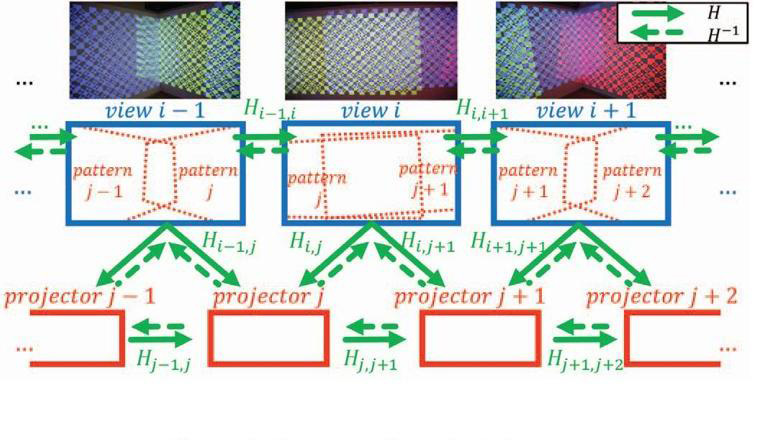 H
H⁻¹
... ...
view i − 1 H_{i−1,i} view i H_{i,i+1} view i + 1
... ...
pattern j − 1
pattern j
pattern j
pattern j + 1
pattern j + 1
pattern j + 2
... ...
H_{i−1,j} H_{i,j} H_{i,j+1} H_{i+1,j+1}
projector j − 1 projector j projector j + 1 projector j + 2
... ...
H_{j−1,j} H_{j,j+1} H_{j+1,j+2}